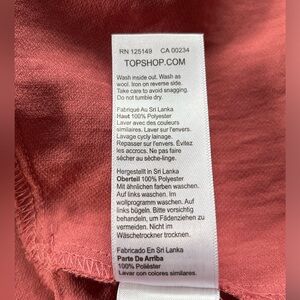 RN 125149 CA 00234
TOPSHOP.COM
Wash inside out. Wash as
wool. Iron on reverse side.
Take care to avoid snagging.
Do not tumble dry.
Fabriqué Au Sri Lanka
Haut 100% Polyester
Laver avec des couleurs
similaires. Laver sur l'envers.
Lavage cycle lainage.
Repasser sur l'envers. Évitez
les accrocs. Ne pas faire
sécher au sèche-linge.
Hergestellt in Sri Lanka
Oberteil 100% Polyester
Mit ähnlichen farben waschen.
Auf links waschen. Im
wollprogramm waschen. Auf
links bügeln. Bitte vorsichtig
behandeln, um Fädenziehen zu
vermeiden. Nicht im
Wäschetrockner trocknen.
Fabricado En Sri Lanka
Parte De Arriba
100% Poliéster
Lavar con colores similares.